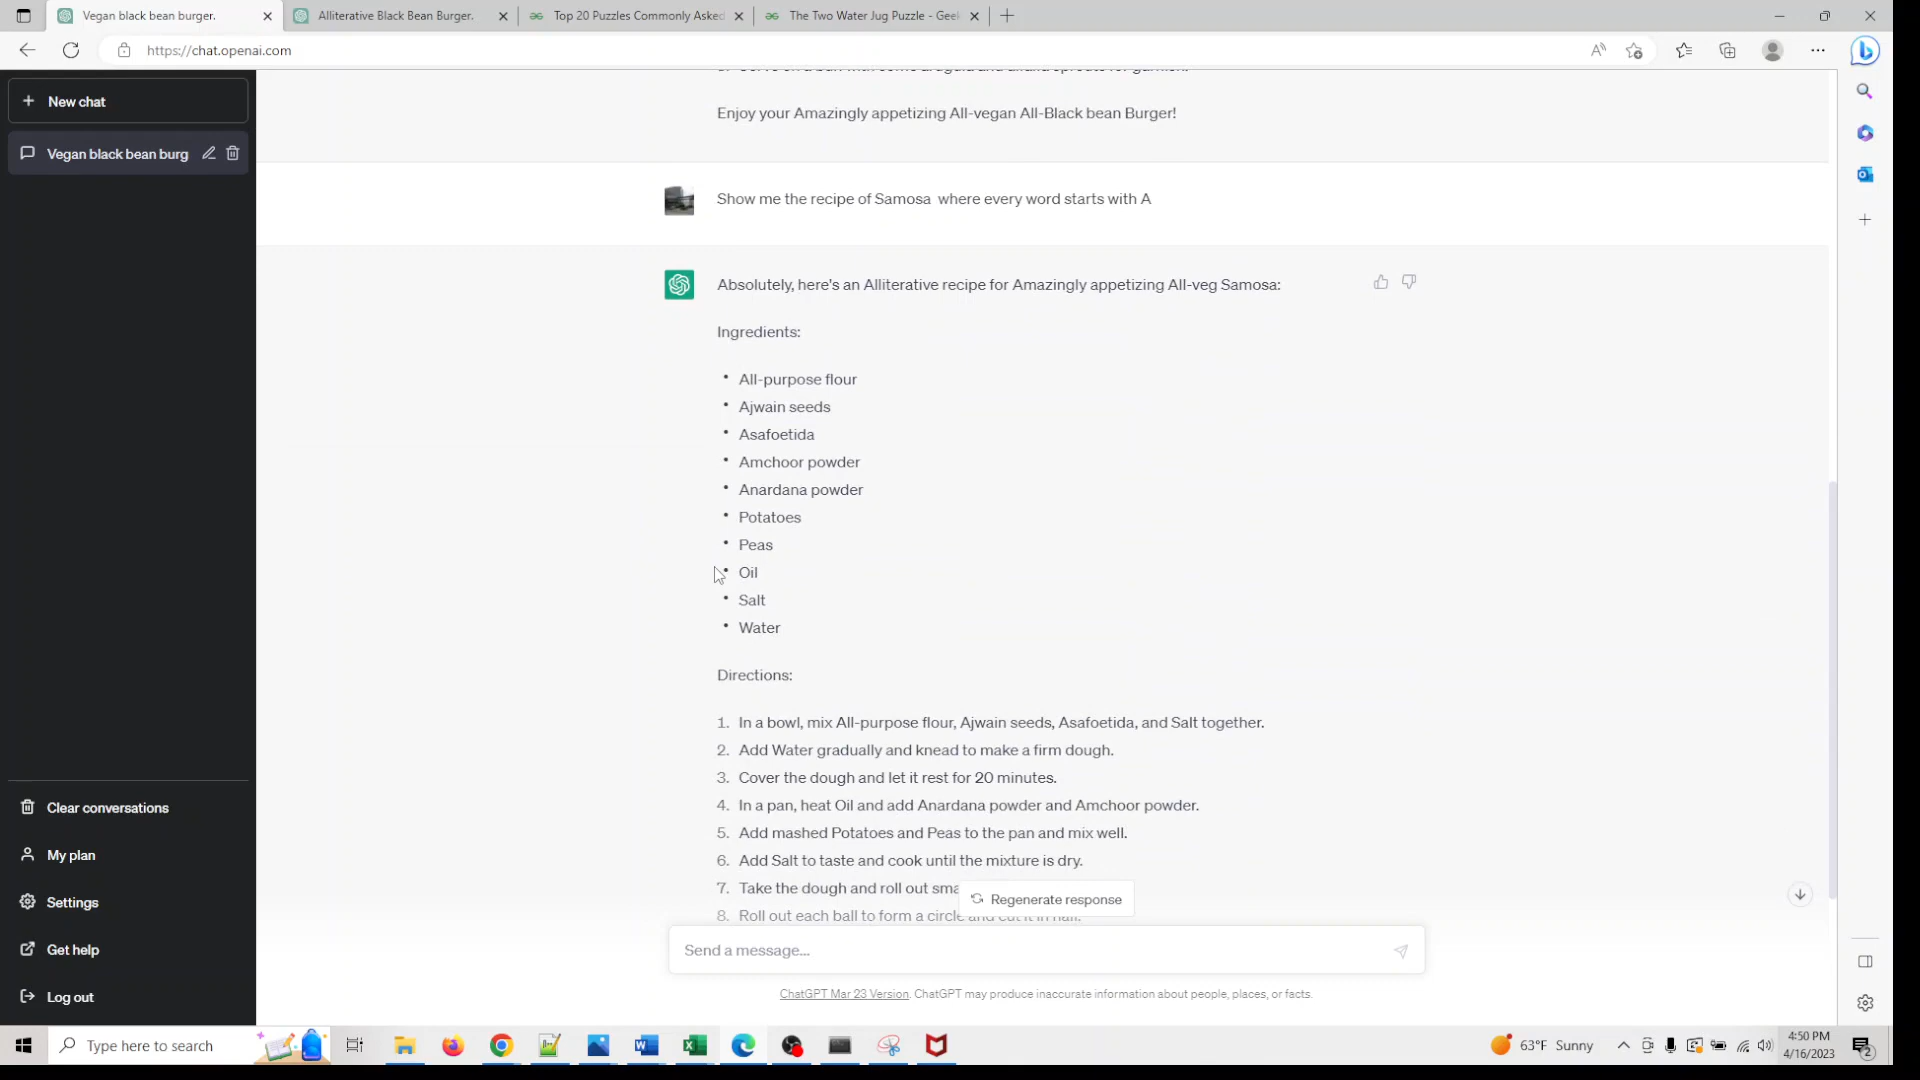 Vegan black bean burger.
Alliterative Black Bean Burger.
Top 20 Puzzles Commonly Asked
The Two Water Jug Puzzle - Geek
https://chat.openai.com
New chat
Vegan black bean burg
Enjoy your Amazingly appetizing All-vegan All-Black bean Burger!
Show me the recipe of Samosa  where every word starts with A
Absolutely, here's an Alliterative recipe for Amazingly appetizing All-veg Samosa:
Ingredients:
• All-purpose flour
• Ajwain seeds
• Asafoetida
• Amchoor powder
• Anardana powder
• Potatoes
• Peas
• Oil
• Salt
• Water
Directions:
1. In a bowl, mix All-purpose flour, Ajwain seeds, Asafoetida, and Salt together.
2. Add Water gradually and knead to make a firm dough.
3. Cover the dough and let it rest for 20 minutes.
4. In a pan, heat Oil and add Anardana powder and Amchoor powder.
5. Add mashed Potatoes and Peas to the pan and mix well.
6. Add Salt to taste and cook until the mixture is dry.
7. Take the dough and roll out sma
8. Roll out each ball to form a circle and cut it in half.
Regenerate response
Send a message...
ChatGPT Mar 23 Version. ChatGPT may produce inaccurate information about people, places, or facts.
Clear conversations
My plan
Settings
Get help
Log out
Type here to search
63°F Sunny
4:50 PM
4/16/2023
2